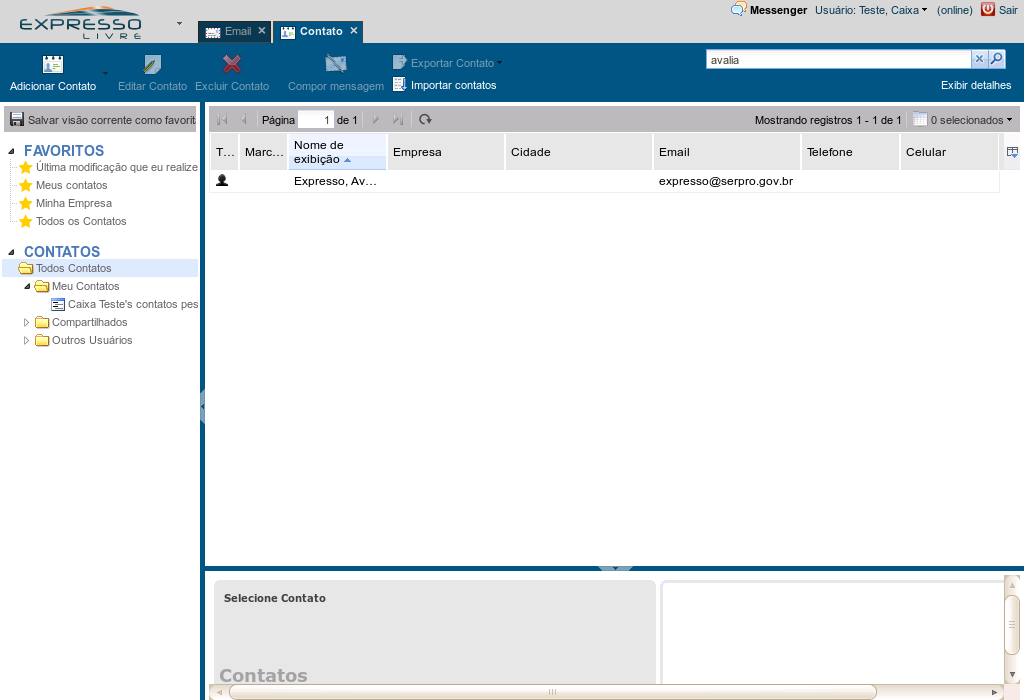 EXPRESSO
LIVRE
Email
Contato
Messenger
Usuário: Teste, Caixa
(online)
Sair
Adicionar Contato
Editar Contato
Excluir Contato
Compor mensagem
Exportar Contato
Importar contatos
avalia
Exibir detalhes
Salvar visão corrente como favorit
Página 1 de 1
Mostrando registros 1 - 1 de 1
0 selecionados
FAVORITOS
Última modificação que eu realize
Meus contatos
Minha Empresa
Todos os Contatos
CONTATOS
Todos Contatos
Meu Contatos
Caixa Teste's contatos pes
Compartilhados
Outros Usuários
T...
Marc...
Nome de
exibição
Empresa
Cidade
Email
Telefone
Celular
Expresso, Av...
expresso@serpro.gov.br
Selecione Contato
Contatos